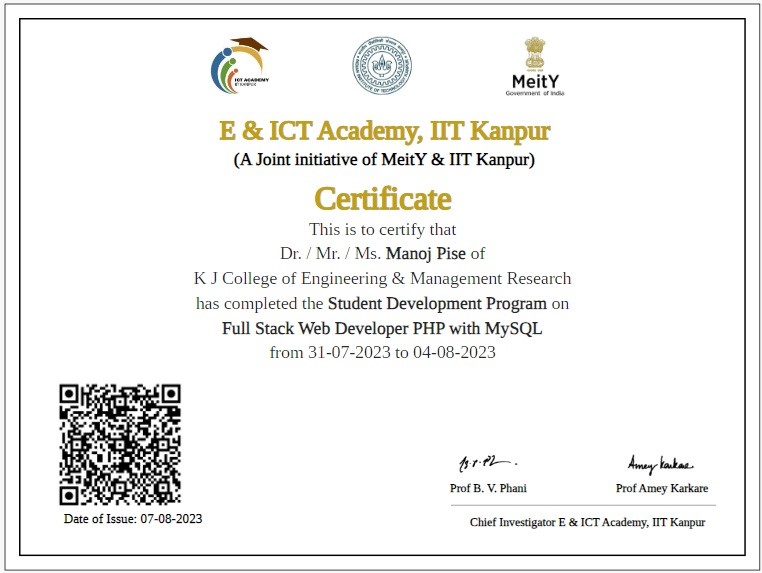 ICT ACADEMY
IIT KANPUR
MeitY
Government of India
E & ICT Academy, IIT Kanpur
(A Joint initiative of MeitY & IIT Kanpur)
Certificate
This is to certify that
Dr. / Mr. / Ms. Manoj Pise of
K J College of Engineering & Management Research
has completed the Student Development Program on
Full Stack Web Developer PHP with MySQL
from 31-07-2023 to 04-08-2023
Amey Karkare
Prof B. V. Phani
Prof Amey Karkare
Date of Issue: 07-08-2023
Chief Investigator E & ICT Academy, IIT Kanpur